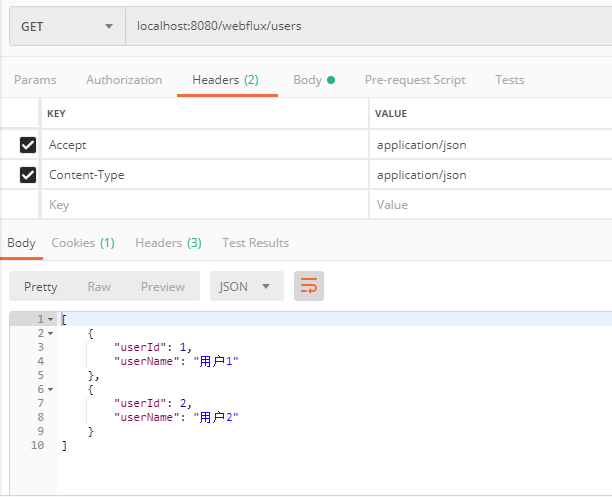 GET localhost:8080/webflux/users
Params Authorization Headers (2) Body Pre-request Script Tests
KEY VALUE
Accept application/json
Content-Type application/json
Key Value
Body Cookies (1) Headers (3) Test Results
Pretty Raw Preview JSON
1 [
2 {
3 "userId": 1,
4 "userName": "用户1"
5 },
6 {
7 "userId": 2,
8 "userName": "用户2"
9 }
10 ]